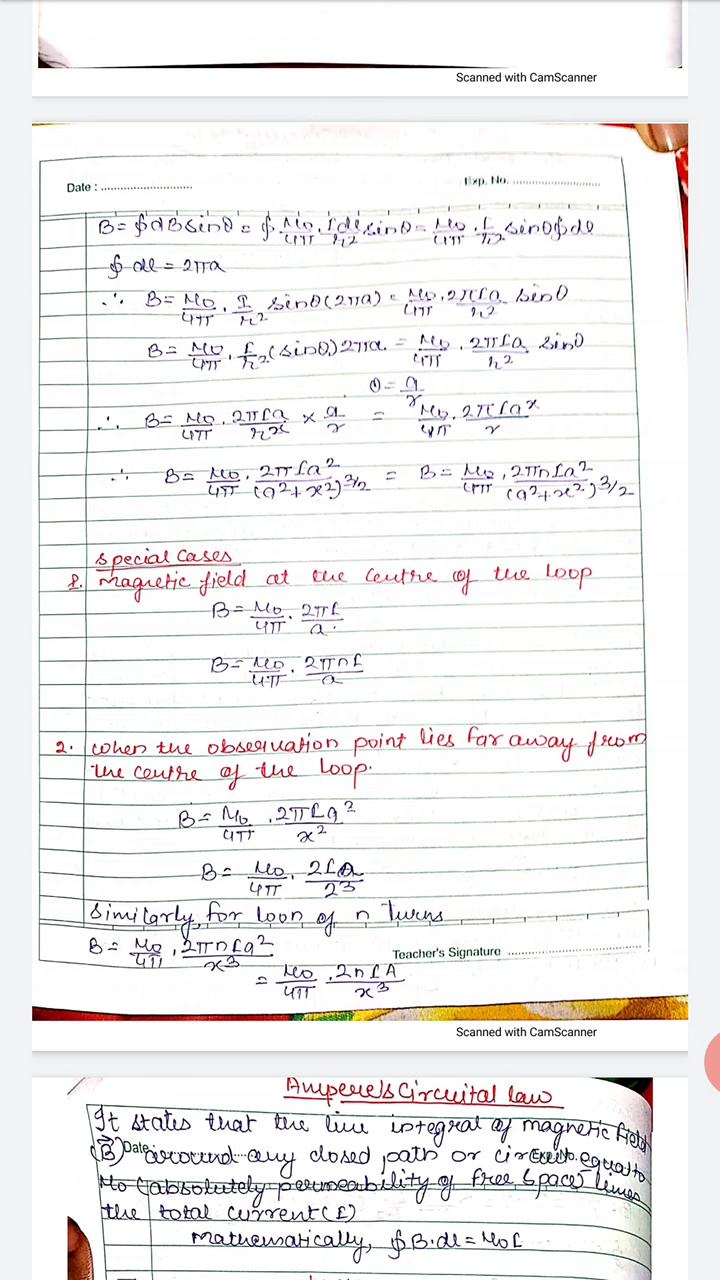 Scanned with CamScanner
Date : ............................
Exp. No. ............................
B = ∮dB sinθ = ∮ μ₀/4π · Idl/r² sinθ = μ₀/4π · I/r² sinθ∮dl
∮ dl = 2πa
∴ B = μ₀/4π · I/r² sinθ(2πa) = μ₀/4π · 2πIa/r² sinθ
B = μ₀/4π · I/r² (sinθ)2πa = μ₀/4π · 2πIa/r² sinθ
θ = a/r
∴ B = μ₀/4π · 2πIa/r² × a/r = μ₀/4π · 2πIa²/r
∴ B = μ₀/4π · 2πIa²/(a²+x²)^3/2 = B = μ₀/4π · 2πnIa²/(a²+x²)^3/2
Special Cases
1. Magnetic field at the Centre of the loop
B = μ₀/4π · 2πI/a
B = μ₀/4π · 2πnI/a
2. When the observation point lies far away from
the centre of the loop.
B = μ₀/4π · 2πIa²/x²
B = μ₀/4π · 2IA/x³
Similarly, for loop of n Turns
B = μ₀/4π · 2πnIa²/x³
Teacher's Signature ............................
= μ₀/4π · 2nIA/x³
Scanned with CamScanner
Ampere's Circuital law
It states that the line integral of magnetic field
(B⃗) around any closed path or circuit equal to
Date
Exp. No.
μ₀ (absolutely permeability of free space) times
the total current (I)
Mathematically, ∮B·dl = μ₀I